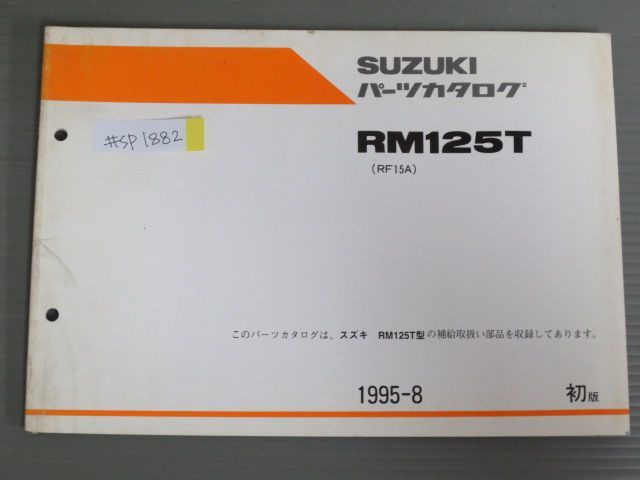 SUZUKI
パーツカタログ
#SP1882
RM125T
(RF15A)
このパーツカタログは、スズキ RM125T型の補給取扱い部品を収録してあります。
1995-8
初版